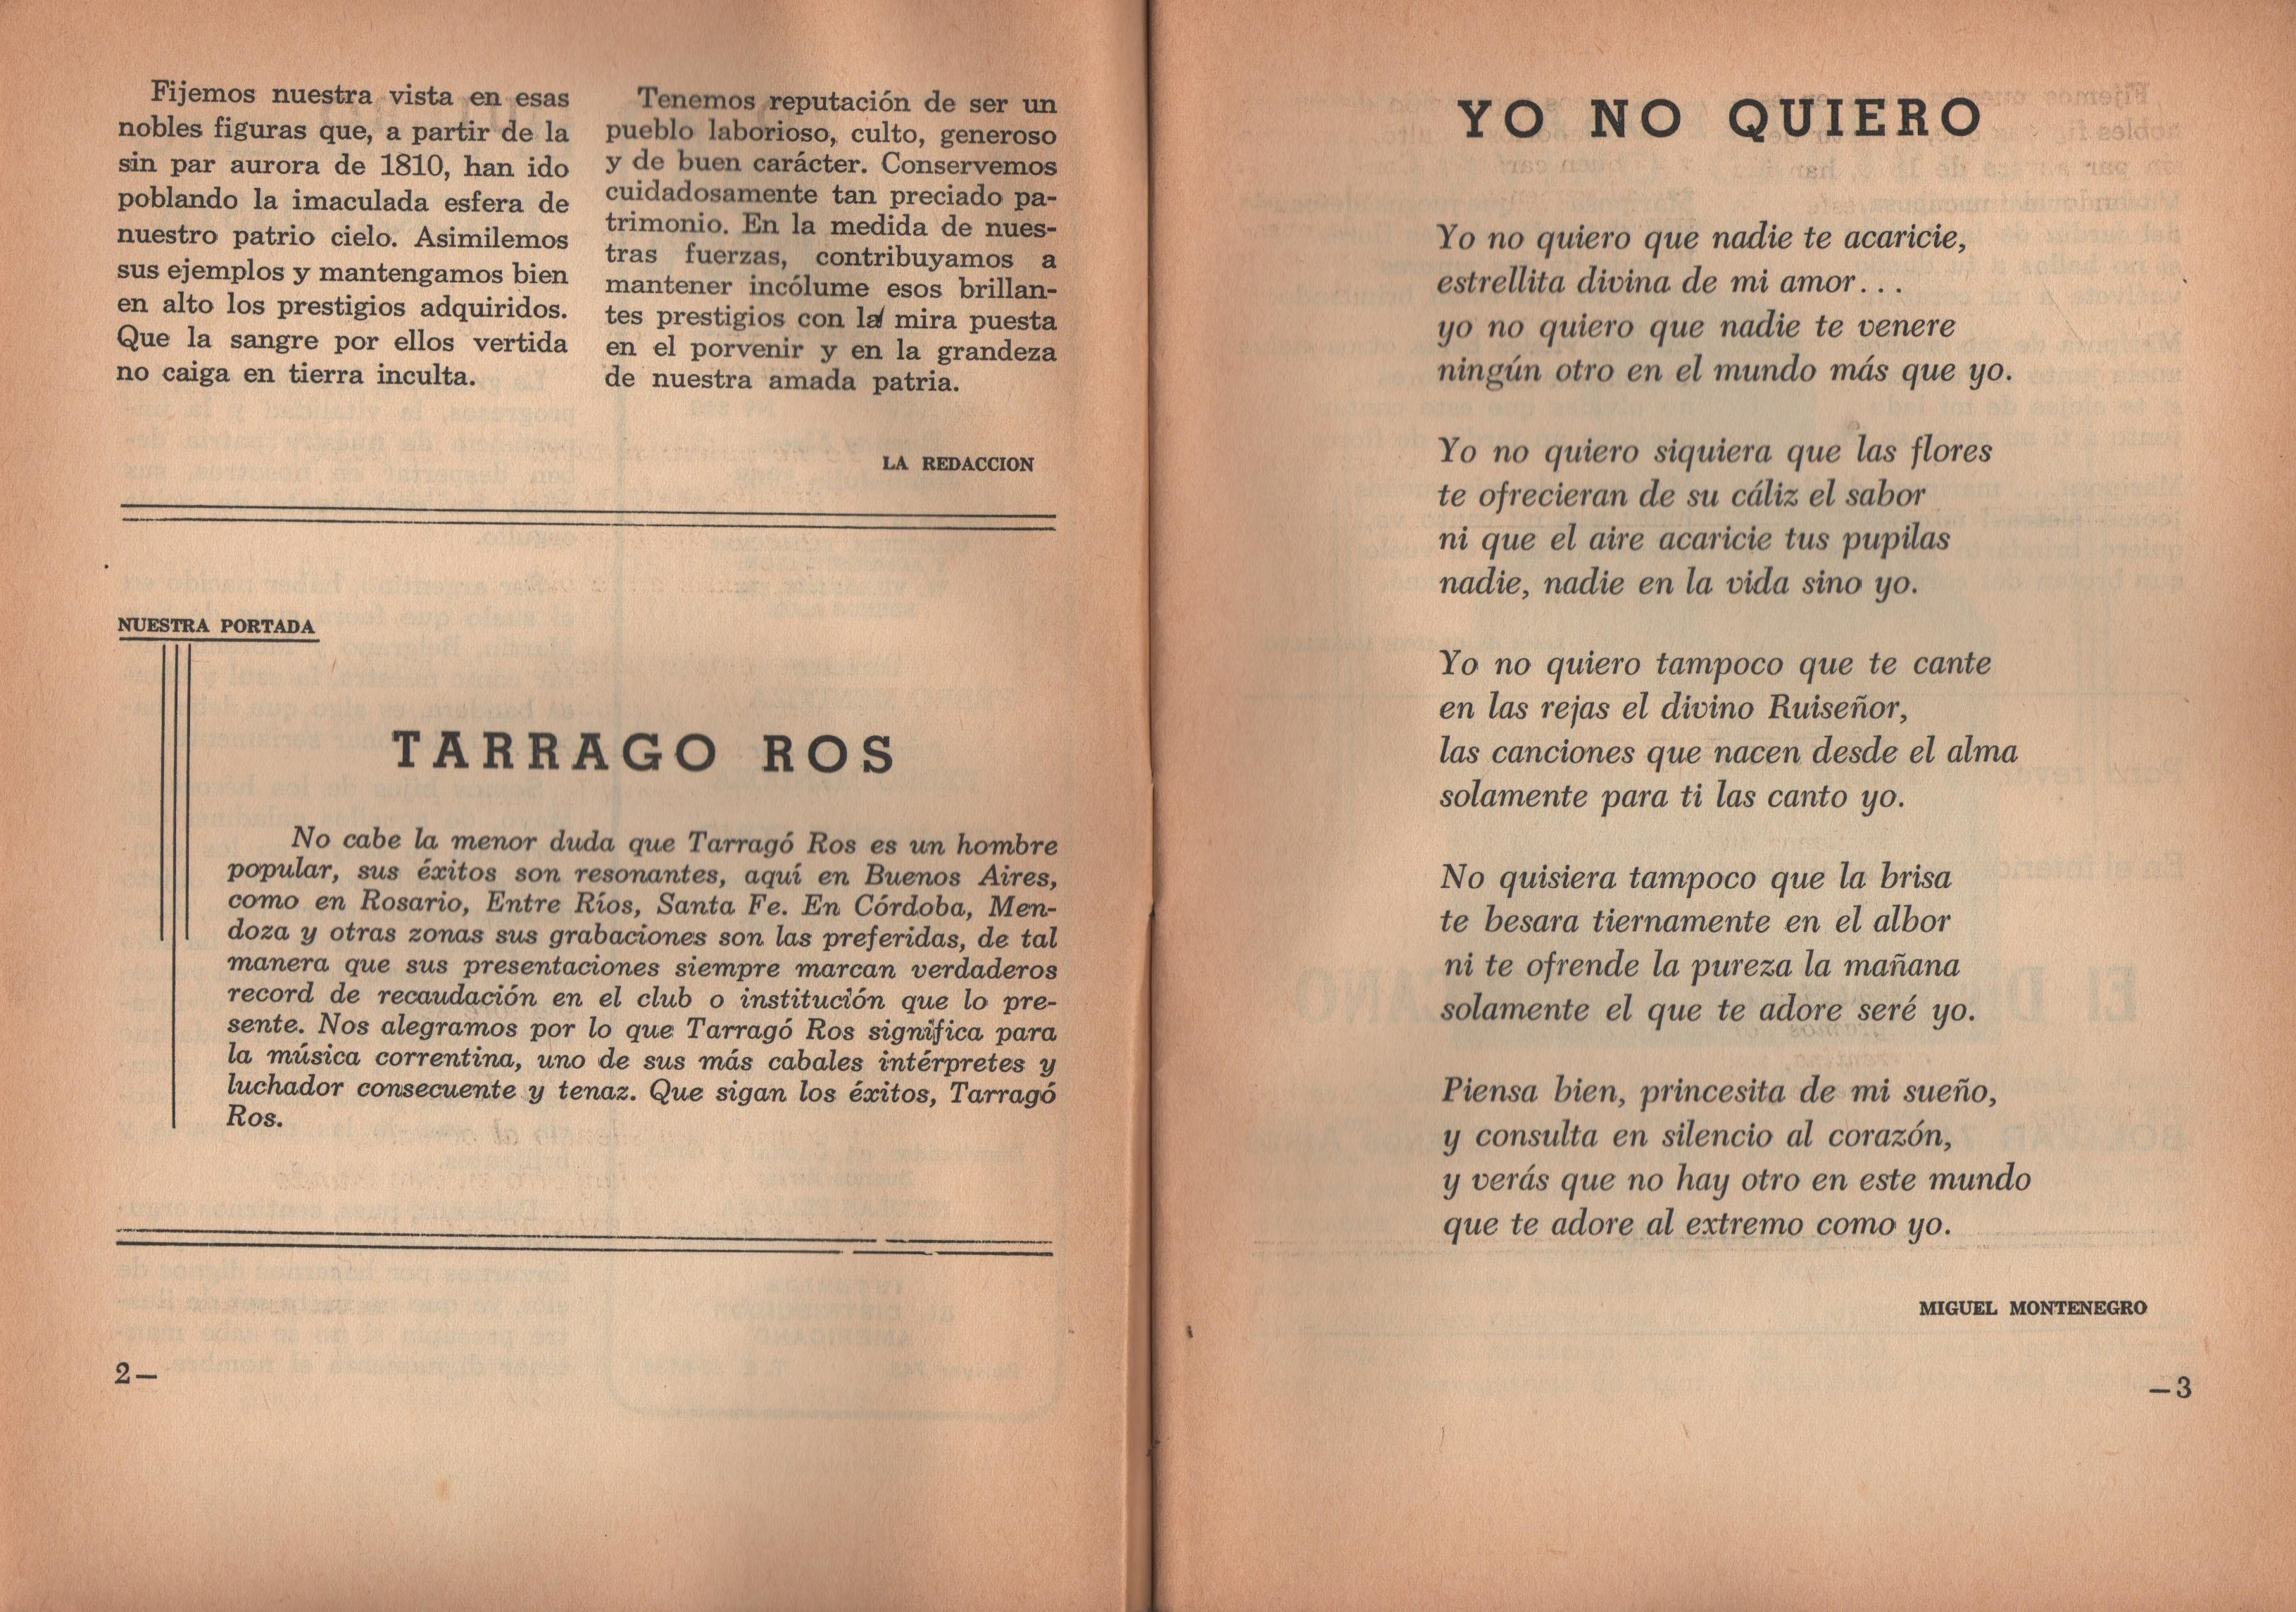 Fijemos nuestra vista en esas
nobles figuras que, a partir de la
sin par aurora de 1810, han ido
poblando la imaculada esfera de
nuestro patrio cielo. Asimilemos
sus ejemplos y mantengamos bien
en alto los prestigios adquiridos.
Que la sangre por ellos vertida
no caiga en tierra inculta.
Tenemos reputación de ser un
pueblo laborioso, culto, generoso
y de buen carácter. Conservemos
cuidadosamente tan preciado pa-
trimonio. En la medida de nues-
tras fuerzas, contribuyamos a
mantener incólume esos brillan-
tes prestigios con la mira puesta
en el porvenir y en la grandeza
de nuestra amada patria.
LA REDACCION
NUESTRA PORTADA
TARRAGO ROS
No cabe la menor duda que Tarragó Ros es un hombre
popular, sus éxitos son resonantes, aquí en Buenos Aires,
como en Rosario, Entre Ríos, Santa Fe. En Córdoba, Men-
doza y otras zonas sus grabaciones son las preferidas, de tal
manera que sus presentaciones siempre marcan verdaderos
record de recaudación en el club o institución que lo pre-
sente. Nos alegramos por lo que Tarragó Ros significa para
la música correntina, uno de sus más cabales intérpretes y
luchador consecuente y tenaz. Que sigan los éxitos, Tarragó
Ros.
2—
YO NO QUIERO
Yo no quiero que nadie te acaricie,
estrellita divina de mi amor...
yo no quiero que nadie te venere
ningún otro en el mundo más que yo.
Yo no quiero siquiera que las flores
te ofrecieran de su cáliz el sabor
ni que el aire acaricie tus pupilas
nadie, nadie en la vida sino yo.
Yo no quiero tampoco que te cante
en las rejas el divino Ruiseñor,
las canciones que nacen desde el alma
solamente para ti las canto yo.
No quisiera tampoco que la brisa
te besara tiernamente en el albor
ni te ofrende la pureza la mañana
solamente el que te adore seré yo.
Piensa bien, princesita de mi sueño,
y consulta en silencio al corazón,
y verás que no hay otro en este mundo
que te adore al extremo como yo.
MIGUEL MONTENEGRO
—3